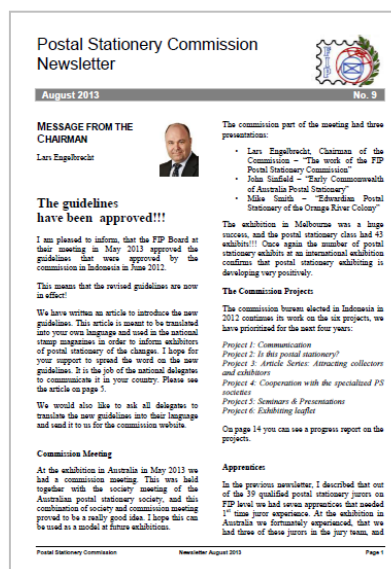 Postal Stationery Commission
Newsletter
FIP
August 2013 No. 9
MESSAGE FROM THE
CHAIRMAN
Lars Engelbrecht
The guidelines
have been approved!!!
I am pleased to inform, that the FIP Board at
their meeting in May 2013 approved the
guidelines that were approved by the
commission in Indonesia in June 2012.
This means that the revised guidelines are now
in effect!
We have written an article to introduce the new
guidelines. This article is meant to be translated
into your own language and used in the national
stamp magazines in order to inform exhibitors
of postal stationery of the changes. I hope for
your support to spread the word on the new
guidelines. It is the job of the national delegates
to communicate it in your country. Please see
the article on page 5.
We would also like to ask all delegates to
translate the new guidelines into their language
and send it to us for the commission website.
Commission Meeting
At the exhibition in Australia in May 2013 we
had a commission meeting. This was held
together with the society meeting of the
Australian postal stationery society, and this
combination of society and commission meeting
proved to be a really good idea. I hope this can
be used as a model at future exhibitions.
The commission part of the meeting had three
presentations:
• Lars Engelbrecht, Chairman of the
Commission – "The work of the FIP
Postal Stationery Commission"
• John Sinfield – "Early Commonwealth
of Australia Postal Stationery"
• Mike Smith – "Edwardian Postal
Stationery of the Orange River Colony"
The exhibition in Melbourne was a huge
success, and the postal stationery class had 43
exhibits!!! Once again the number of postal
stationery exhibits at an international exhibition
confirms that postal stationery exhibiting is
developing very positively.
The Commission Projects
The commission bureau elected in Indonesia in
2012 continues its work on the six projects, we
have prioritized for the next four years:
Project 1: Communication
Project 2: Is this postal stationery?
Project 3: Article Series: Attracting collectors
and exhibitors
Project 4: Cooperation with the specialized PS
societies
Project 5: Seminars & Presentations
Project 6: Exhibiting leaflet
On page 14 you can see a progress report on the
projects.
Apprentices
In the previous newsletter, I described that out
of the 39 qualified postal stationery jurors on
FIP level we had seven apprentices that needed
1st time juror experience. At the exhibition in
Australia we fortunately experienced, that we
had three of these jurors in the jury team, and
Postal Stationery Commission Newsletter August 2013 Page 1